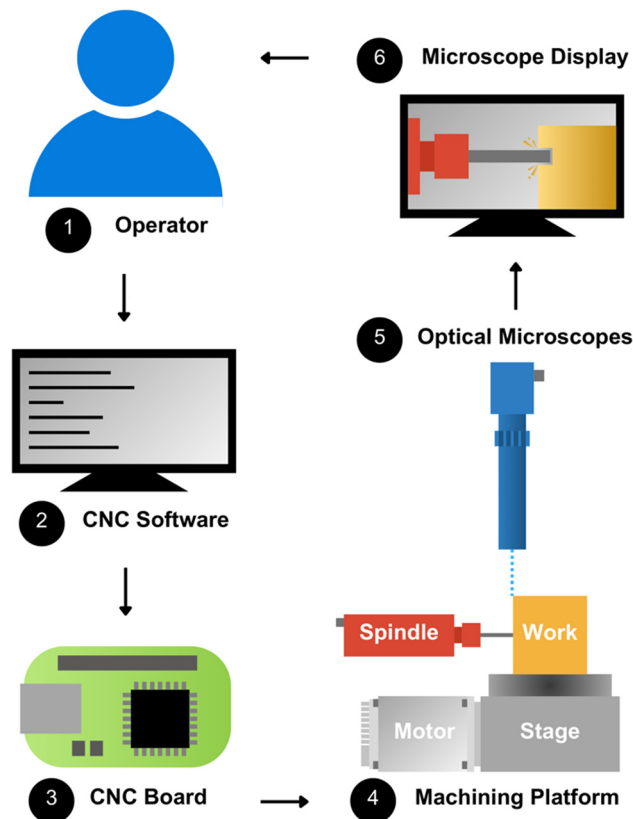 1 Operator
2 CNC Software
3 CNC Board
4 Machining Platform
5 Optical Microscopes
6 Microscope Display
Spindle
Work
Motor
Stage